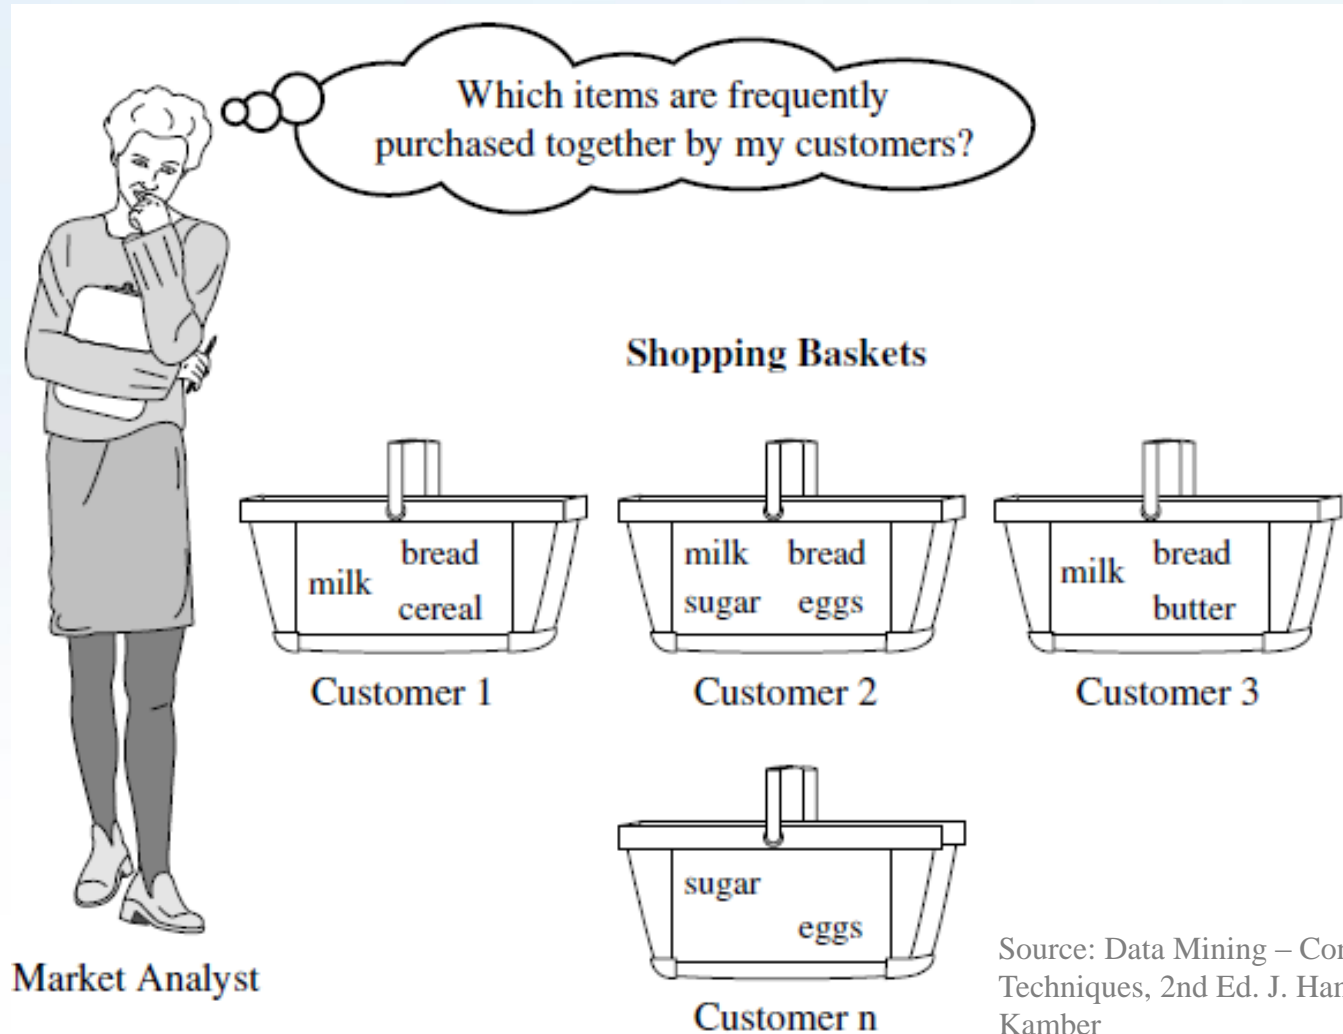 Which items are frequently
purchased together by my customers?
Shopping Baskets
milk
bread
cereal
Customer 1
milk bread
sugar eggs
Customer 2
milk
bread
butter
Customer 3
sugar
eggs
Customer n
Market Analyst
Source: Data Mining –
Techniques, 2nd Ed. J.
Kamber